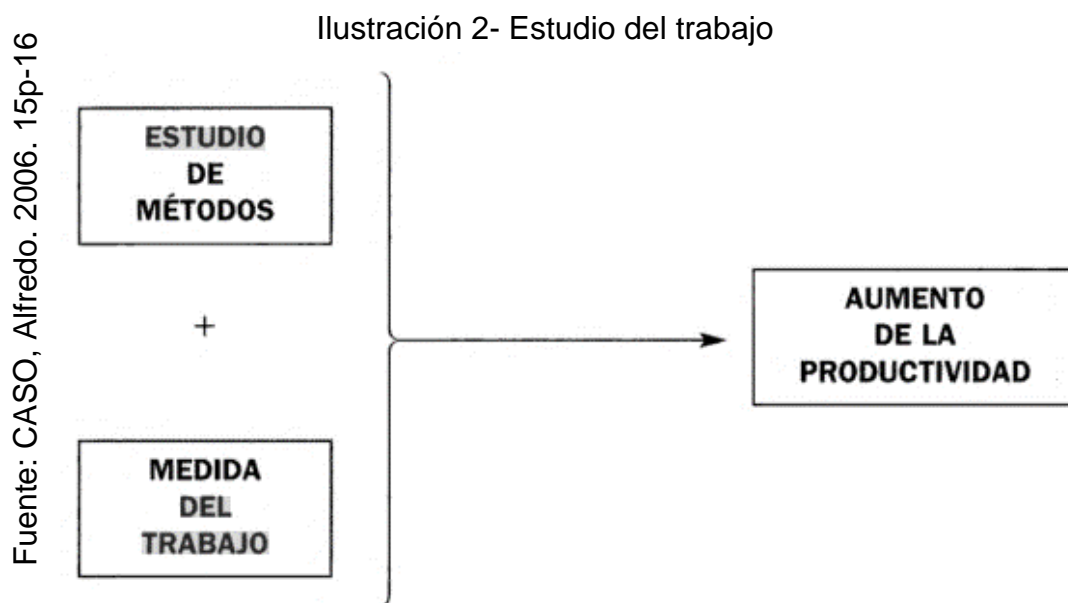 Ilustración 2- Estudio del trabajo
Fuente: CASO, Alfredo. 2006. 15p-16
ESTUDIO
DE
MÉTODOS
+
MEDIDA
DEL
TRABAJO
AUMENTO
DE LA
PRODUCTIVIDAD